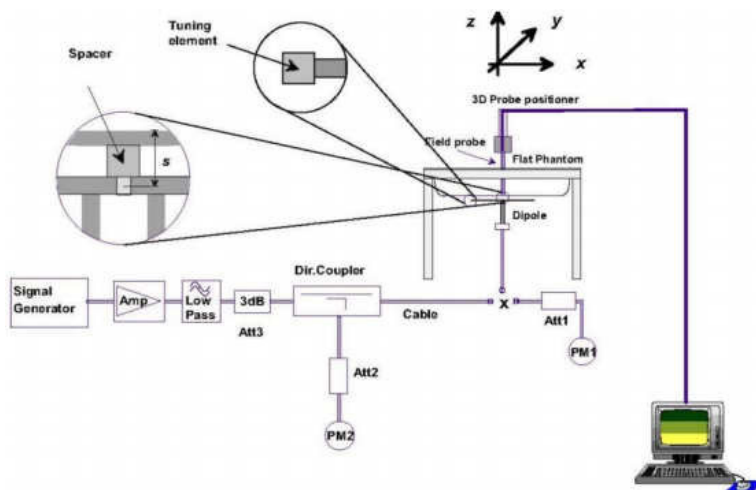 Tuning
element
Spacer
s
z
y
x
3D Probe positioner
Field probe
Flat Phantom
Dipole
Dir.Coupler
Signal
Generator
Amp
Low
Pass
3dB
Att3
Cable
x
Att1
PM1
Att2
PM2